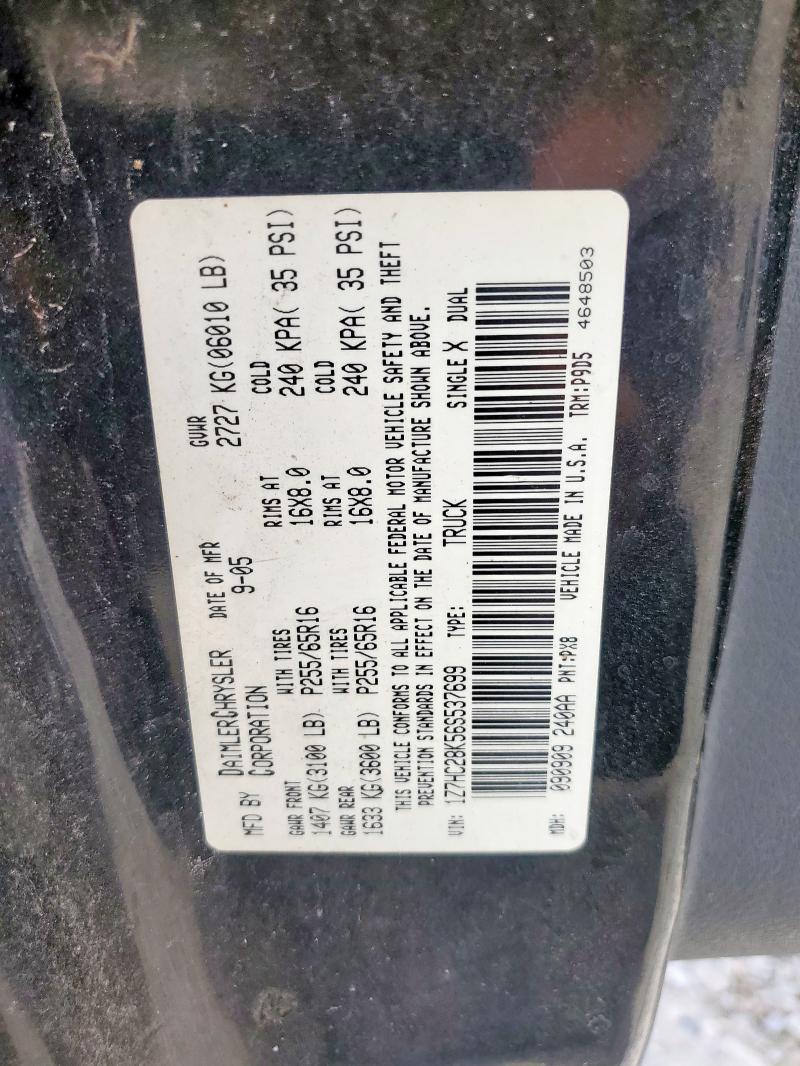 MFD BY DAIMLERCHRYSLER CORPORATION DATE OF MFR 9-05 GVWR 2727 KG(06010 LB)
GAWR FRONT WITH TIRES RIMS AT COLD
1407 KG(3100 LB) P255/65R16 16X8.0 240 KPA( 35 PSI)
GAWR REAR WITH TIRES RIMS AT COLD
1633 KG(3600 LB) P255/65R16 16X8.0 240 KPA( 35 PSI)
THIS VEHICLE CONFORMS TO ALL APPLICABLE FEDERAL MOTOR VEHICLE SAFETY AND THEFT
PREVENTION STANDARDS IN EFFECT ON THE DATE OF MANUFACTURE SHOWN ABOVE.
VIN: 1Z7HC28K56S537699 TYPE: TRUCK SINGLE X DUAL
MDH: 090909 240AA PNT:PX8 VEHICLE MADE IN U.S.A. TRM:P9D5 4648503